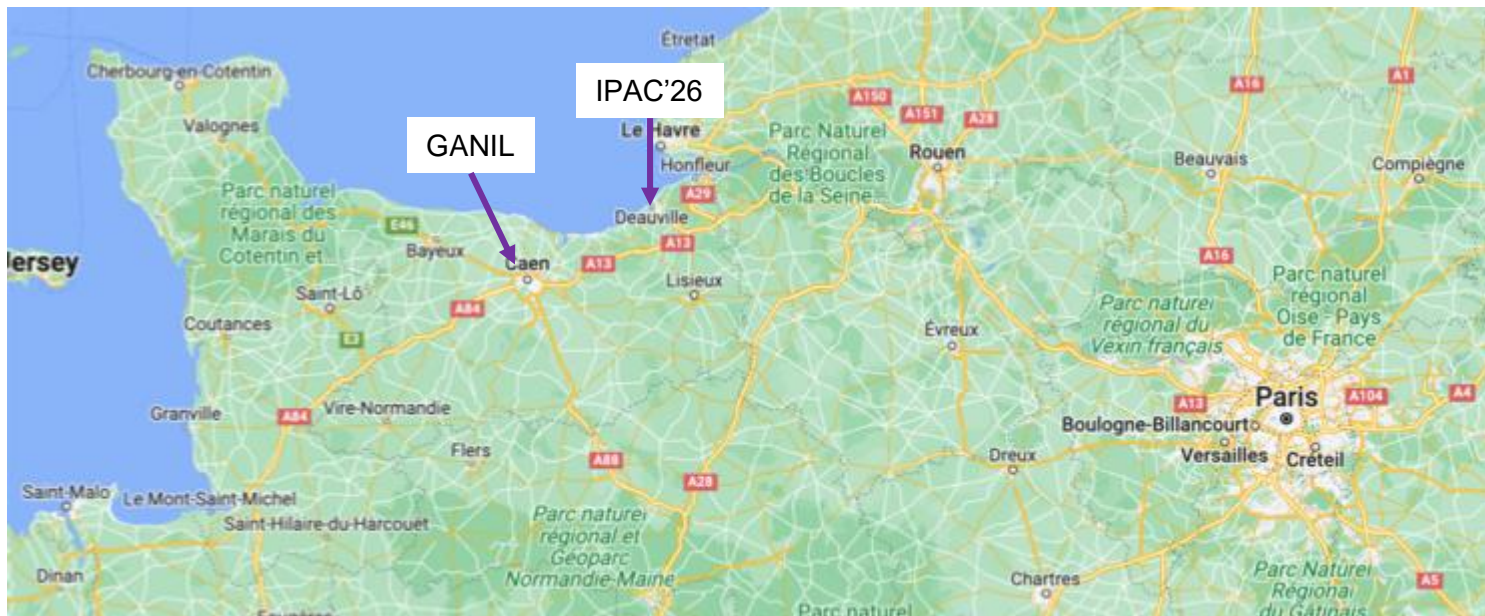 Étretat
Cherbourg-en-Cotentin
IPAC'26
A1
A16
A150
A151
A28
Valognes
Le Havre
GANIL
Parc Naturel
Régional
des Boucles
de la Seine...
Rouen
Beauvais
Compiègne
Honfleur
A29
Parc naturel
régional des
Marais du
Cotentin et...
E46
Deauville
Bayeux
A13
Caen
A13
A16
Jersey
Lisieux
Parc naturel
régional
Oise - Pays
de France
Saint-Lô
A84
Parc naturel
régional du
Vexin français
Coutances
E3
Évreux
Paris
A13
A104
A4
Granville
A84
Vire-Normandie
Boulogne-Billancourt
Versailles
Créteil
Flers
A88
Dreux
A28
Saint-Malo
Le Mont-Saint-Michel
Saint-Hilaire-du-Harcouët
Parc naturel
régional et
Géoparc
Normandie-Maine
Dinan
Chartres
Parc Naturel
Régional
du Gâtinais
A5
Parc naturel